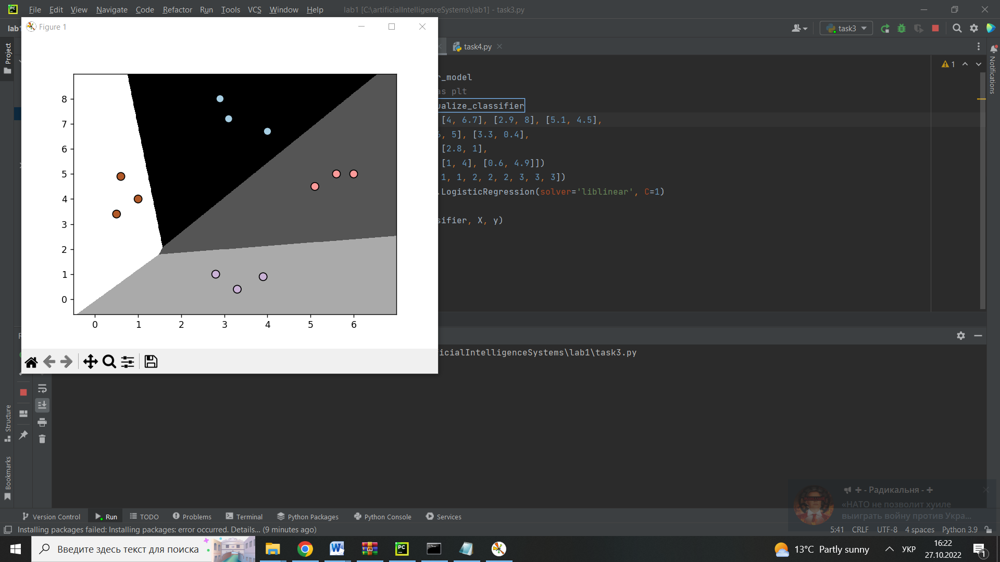 File Edit View Navigate Code Refactor Run Tools VCS Window Help lab1 [C:\artificialIntelligenceSystems\lab1] - task3.py
lab1
task3
Figure 1
task4.py
Project
Notifications
1
r_model
as plt
ualize_classifier
[4, 6.7], [2.9, 8], [5.1, 4.5],
, 5], [3.3, 0.4],
[2.8, 1],
[1, 4], [0.6, 4.9]])
1, 1, 2, 2, 2, 3, 3, 3])
.LogisticRegression(solver='liblinear', C=1)
sifier, X, y)
8
7
6
5
4
3
2
1
0
0 1 2 3 4 5 6
icialIntelligenceSystems\lab1\task3.py
Structure
Bookmarks
+ - Радикальня - +
«НАТО не позволит хуиле
выиграть войну против Укра...
Version Control Run TODO Problems Terminal Python Packages Python Console Services
Installing packages failed: Installing packages: error occurred. Details... (9 minutes ago)
5:41 CRLF UTF-8 4 spaces Python 3.9
Введите здесь текст для поиска
13°C Partly sunny
УКР
16:22
27.10.2022
1